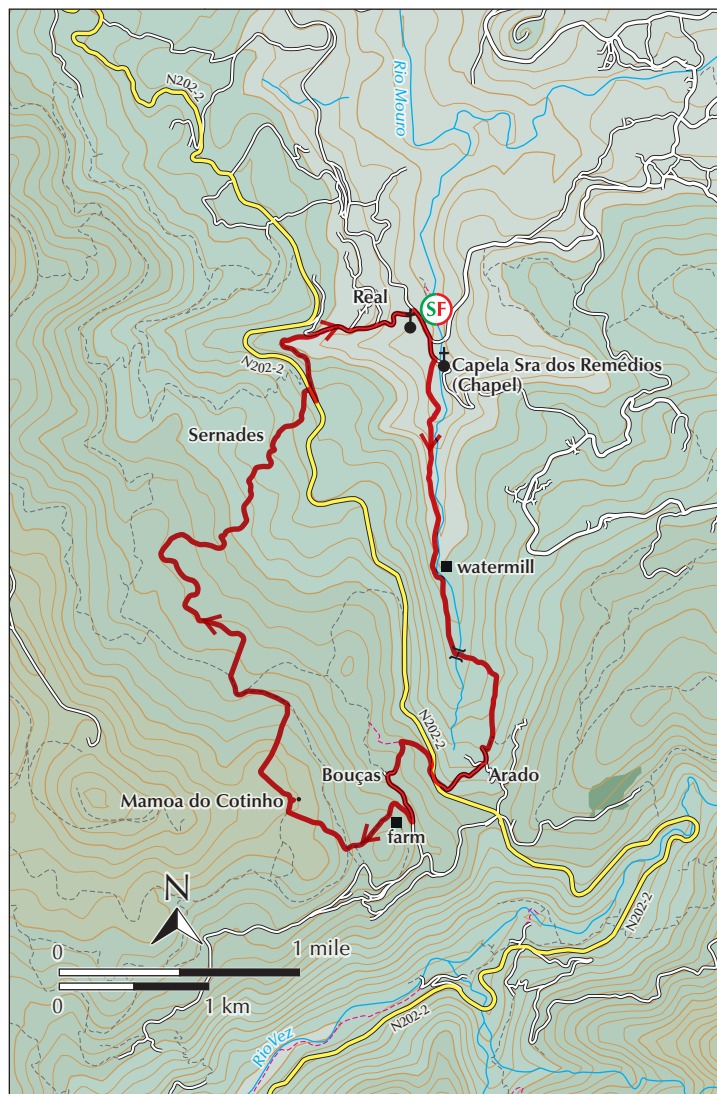 N202-2
Rio Mouro
Real
SF
N202-2
Capela Sra dos Remédios
(Chapel)
Sernades
watermill
N202-2
Bouças
Arado
Mamoa do Cotinho
farm
N
0
1 mile
0
1 km
N202-2
N202-2
Rio Vez